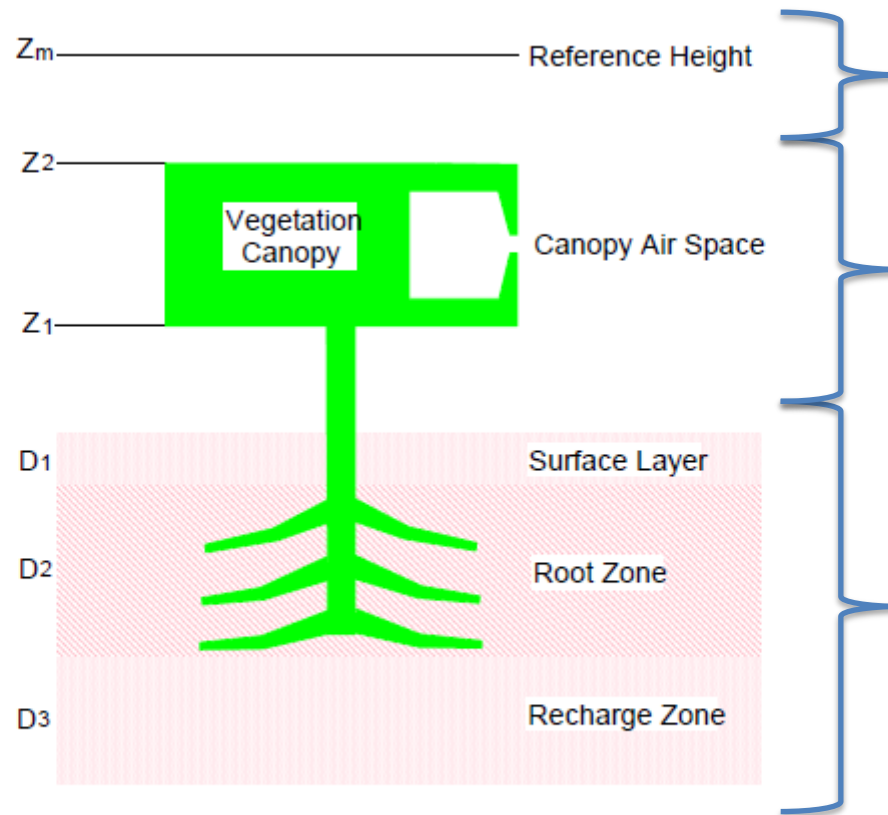 Zm
Reference Height
Z2
Vegetation
Canopy
Canopy Air Space
Z1
D1
Surface Layer
D2
Root Zone
D3
Recharge Zone